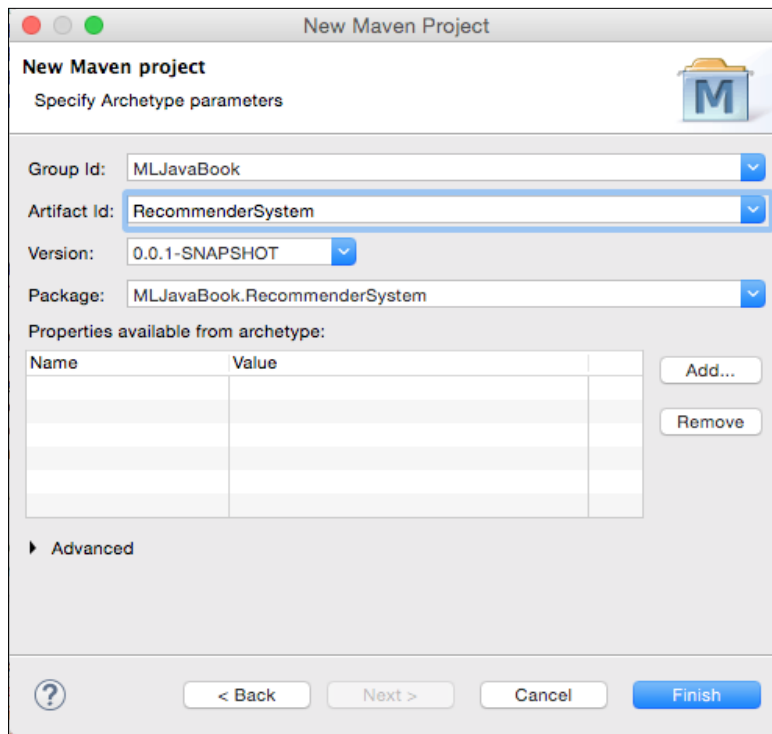 New Maven Project
New Maven project
Specify Archetype parameters
M
Group Id: MLJavaBook
Artifact Id: RecommenderSystem
Version: 0.0.1-SNAPSHOT
Package: MLJavaBook.RecommenderSystem
Properties available from archetype:
Name Value
Add...
Remove
Advanced
? < Back Next > Cancel Finish